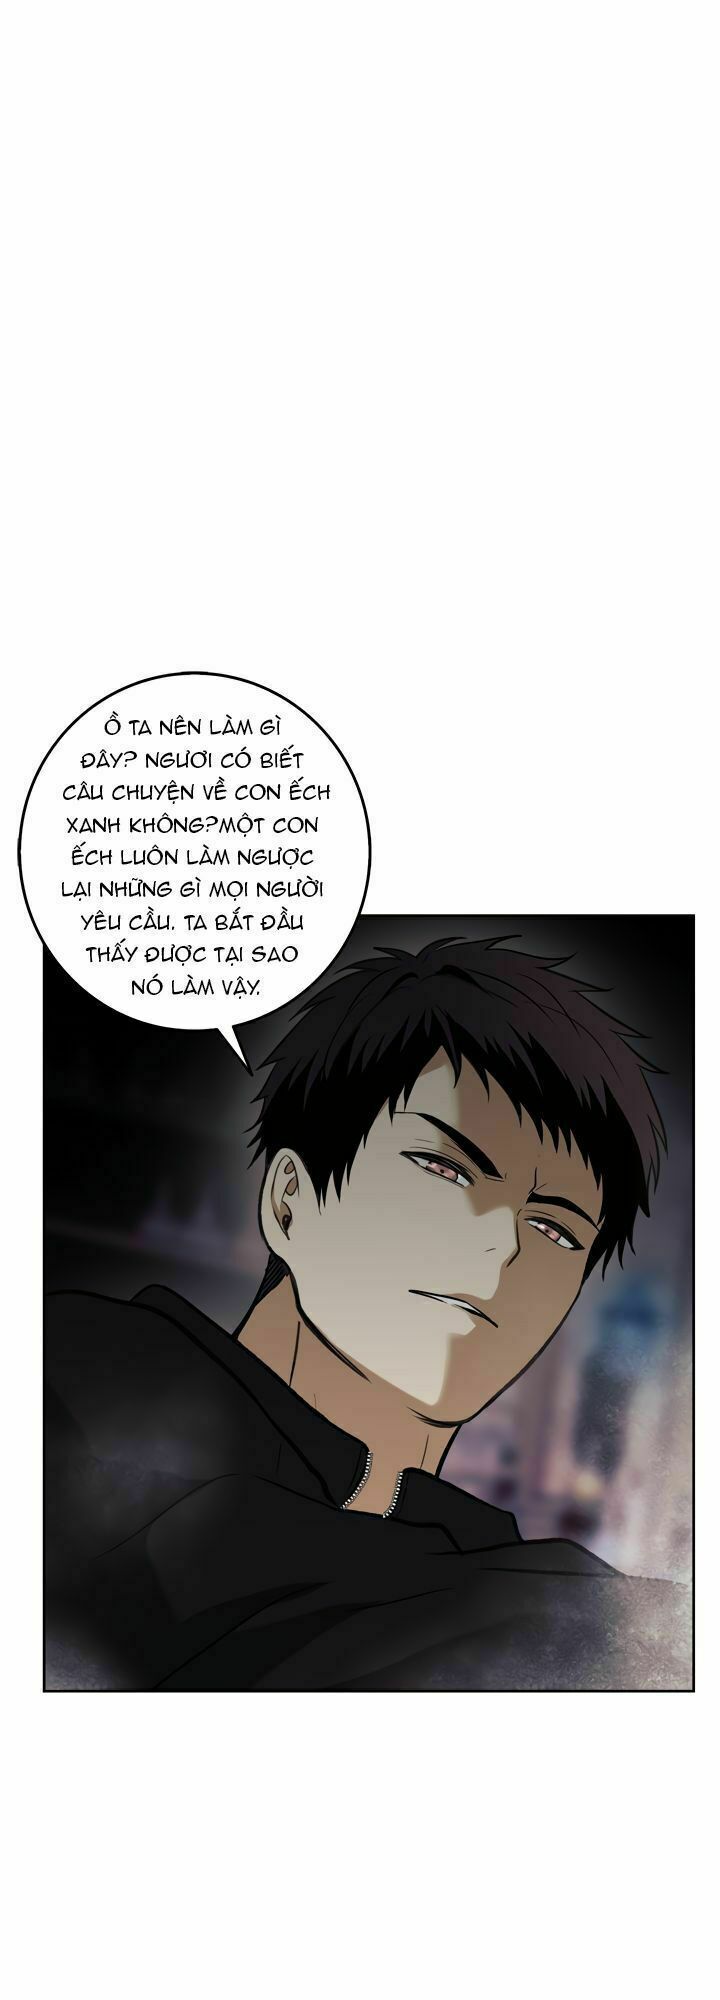 Ồ TA NÊN LÀM GÌ
ĐÂY? NGƯƠI CÓ BIẾT
CÂU CHUYỆN VỀ CON ẾCH
XANH KHÔNG?MỘT CON
ẾCH LUÔN LÀM NGƯỢC
LẠI NHỮNG GÌ MỌI NGƯỜI
YÊU CẦU. TA BẮT ĐẦU
THẤY ĐƯỢC TẠI SAO
NÓ LÀM VẬY.